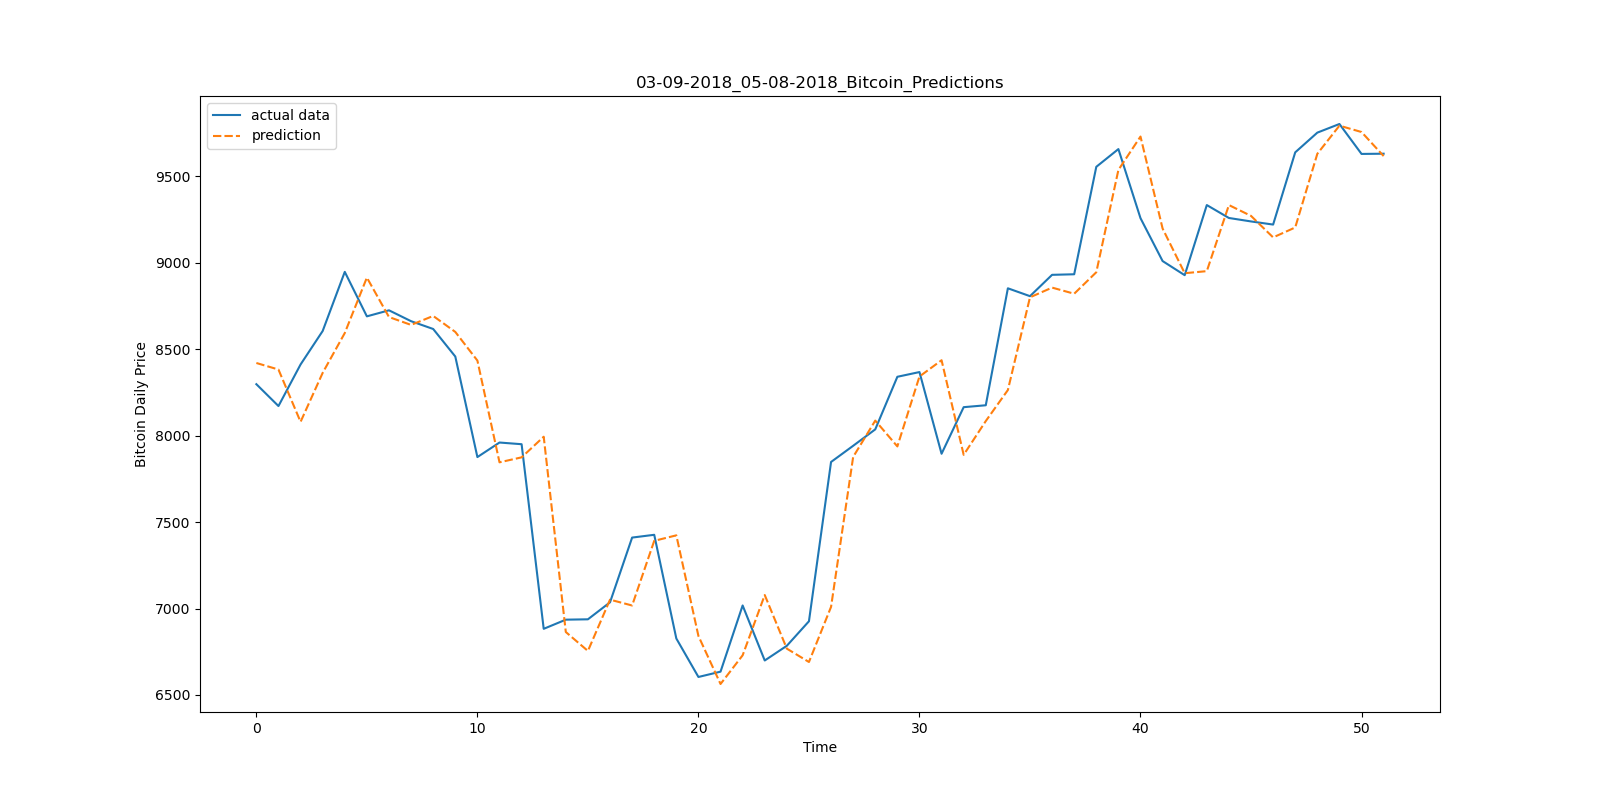 03-09-2018_05-08-2018_Bitcoin_Predictions
actual data
prediction
9500
9000
8500
8000
7500
7000
6500
Bitcoin Daily Price
0 10 20 30 40 50
Time